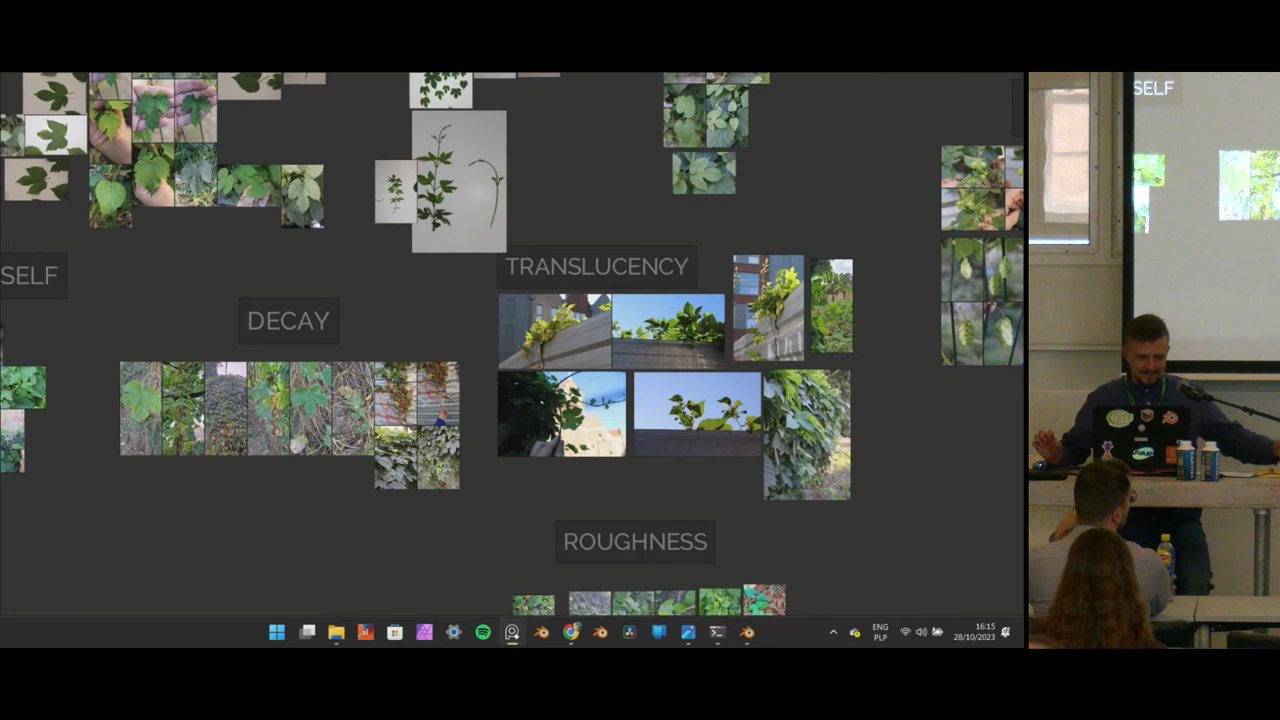 SELF
TRANSLUCENCY
SELF
DECAY
ROUGHNESS
ENG
PLP
16:15
28/10/2023